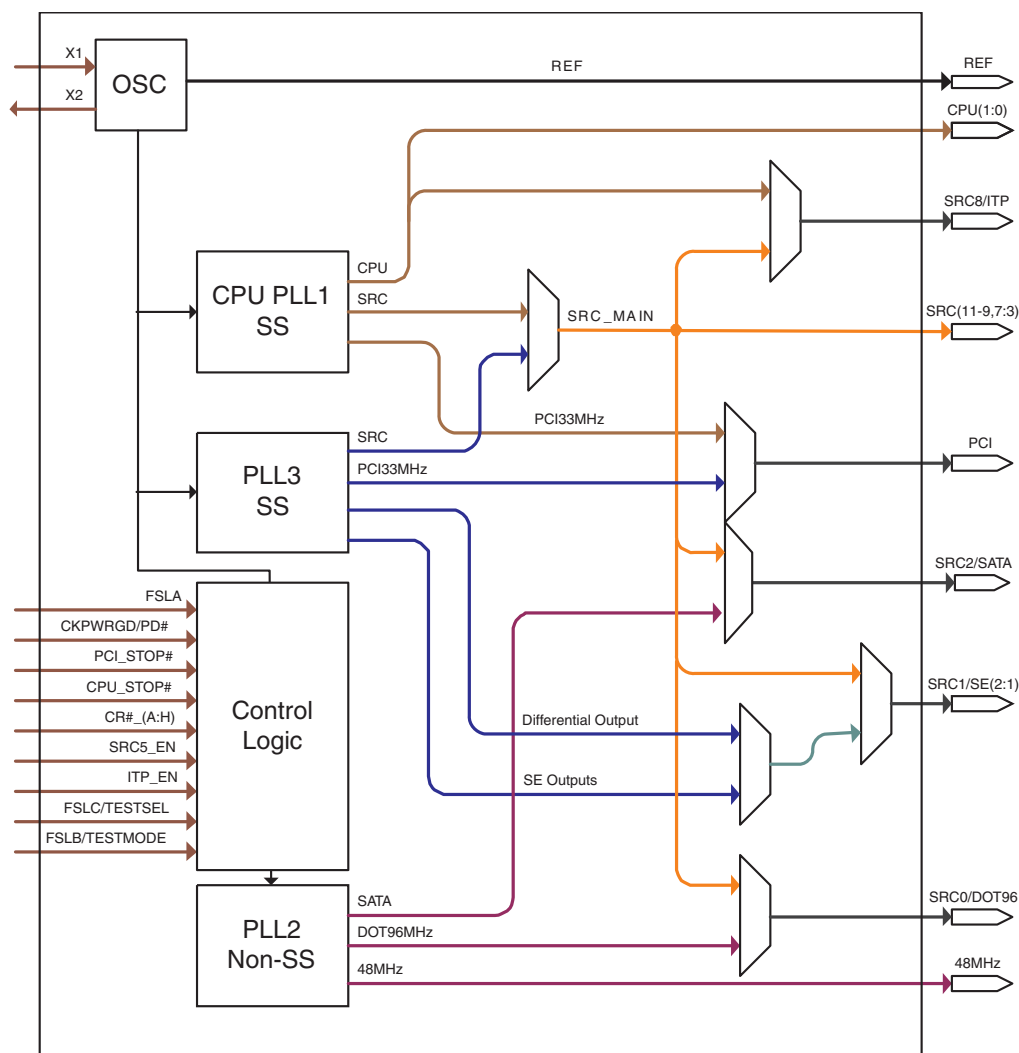 X1
OSC
REF
REF
X2
CPU(1:0)
SRC8/ITP
CPU PLL1
SS
CPU
SRC
SRC_MAIN
SRC(11-9,7:3)
PCI33MHz
PLL3
SS
SRC
PCI33MHz
PCI
SRC2/SATA
FSLA
CKPWRGD/PD#
PCI_STOP#
CPU_STOP#
CR#_(A:H)
SRC5_EN
ITP_EN
FSLC/TESTSEL
FSLB/TESTMODE
Control
Logic
Differential Output
SE Outputs
SRC1/SE(2:1)
PLL2
Non-SS
SATA
DOT96MHz
48MHz
SRC0/DOT96
48MHz